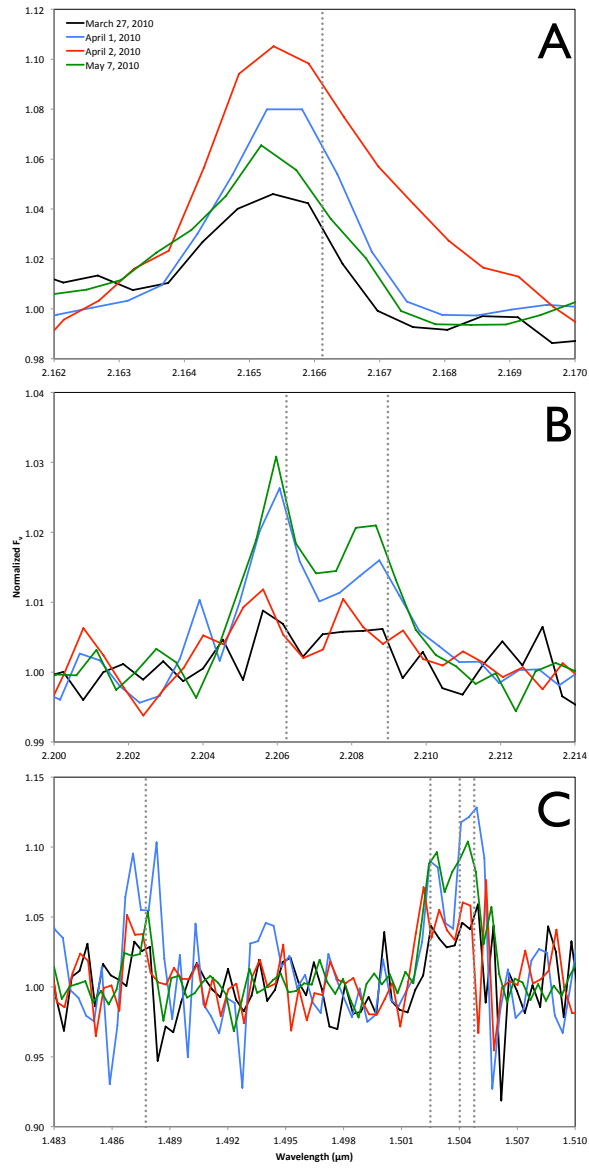 1.12
1.10
1.08
1.06
1.04
1.02
1.00
0.98
March 27, 2010
April 1, 2010
April 2, 2010
May 7, 2010
A
2.162 2.163 2.164 2.165 2.166 2.167 2.168 2.169 2.170
1.04
1.03
1.02
1.01
1.00
0.99
B
Normalized Fᵥ
2.200 2.202 2.204 2.206 2.208 2.210 2.212 2.214
1.15
1.10
1.05
1.00
0.95
0.90
C
1.483 1.486 1.489 1.492 1.495 1.498 1.501 1.504 1.507 1.510
Wavelength (μm)